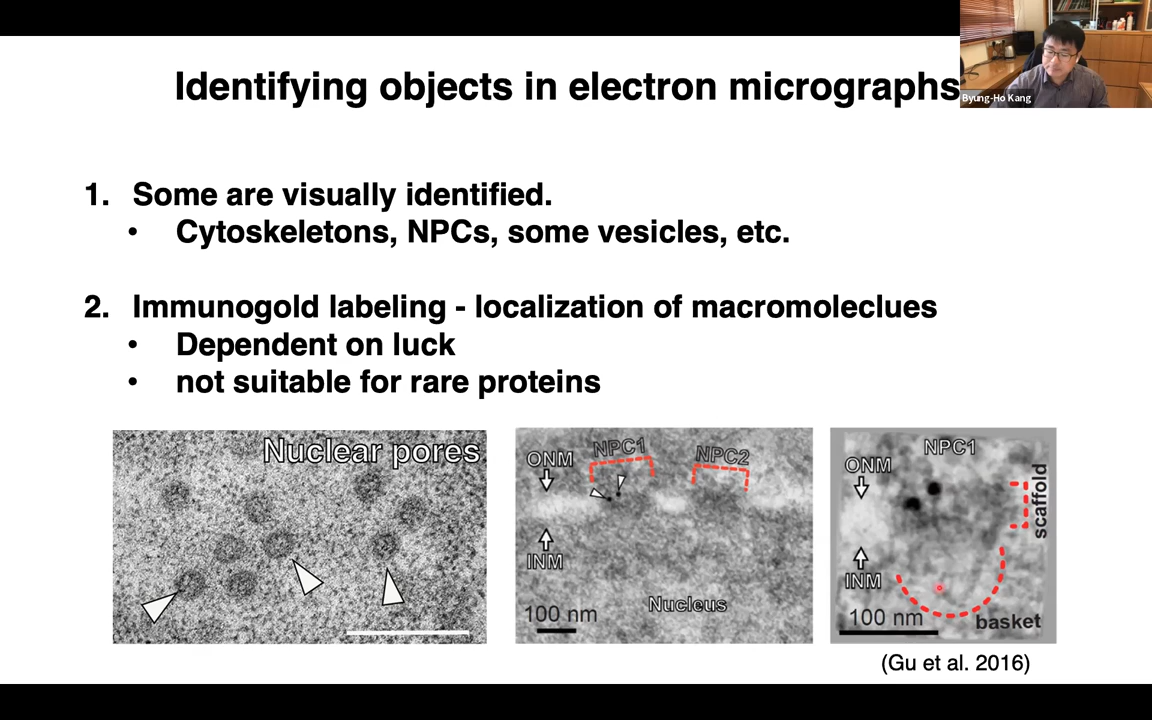 Identifying objects in electron micrographs
Byung-Ho Kang
1. Some are visually identified.
• Cytoskeletons, NPCs, some vesicles, etc.
2. Immunogold labeling - localization of macromoleclues
• Dependent on luck
• not suitable for rare proteins
Nuclear pores
ONM
NPC1
NPC2
INM
Nucleus
100 nm
NPC1
ONM
scaffold
INM
100 nm
basket
(Gu et al. 2016)